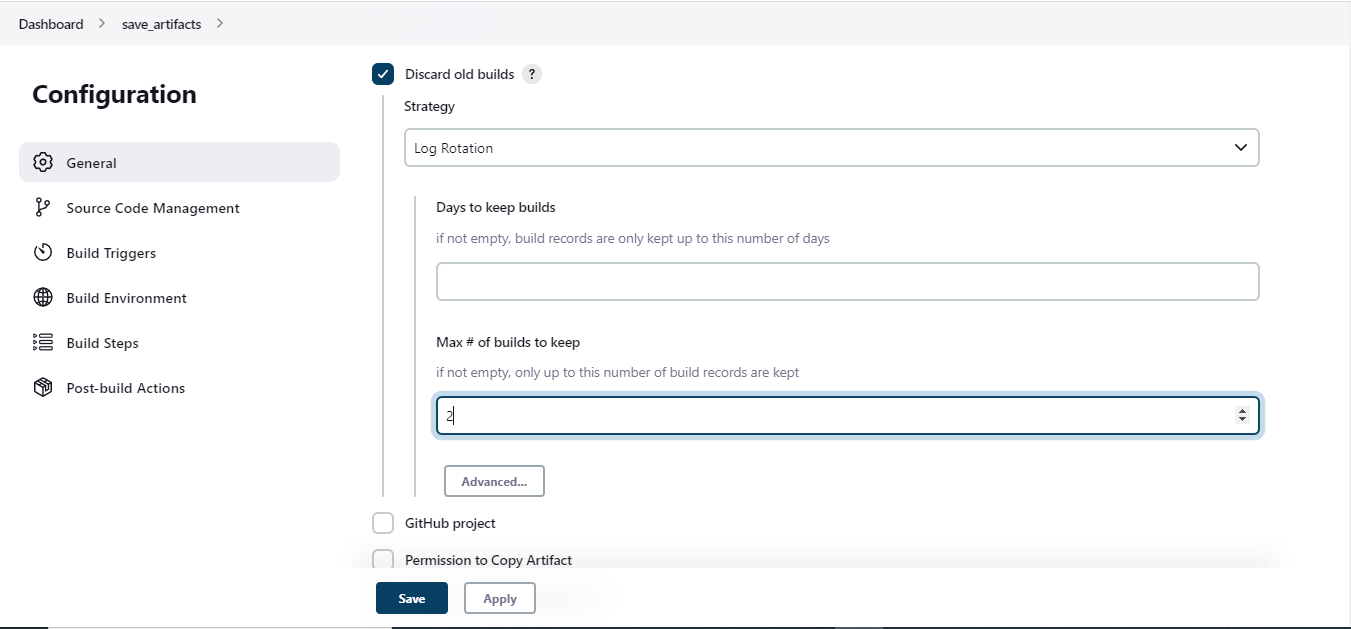 Dashboard > save_artifacts >
Configuration
General
Source Code Management
Build Triggers
Build Environment
Build Steps
Post-build Actions
Discard old builds ?
Strategy
Log Rotation
Days to keep builds
if not empty, build records are only kept up to this number of days
Max # of builds to keep
if not empty, only up to this number of build records are kept
2
Advanced...
GitHub project
Permission to Copy Artifact
Save
Apply